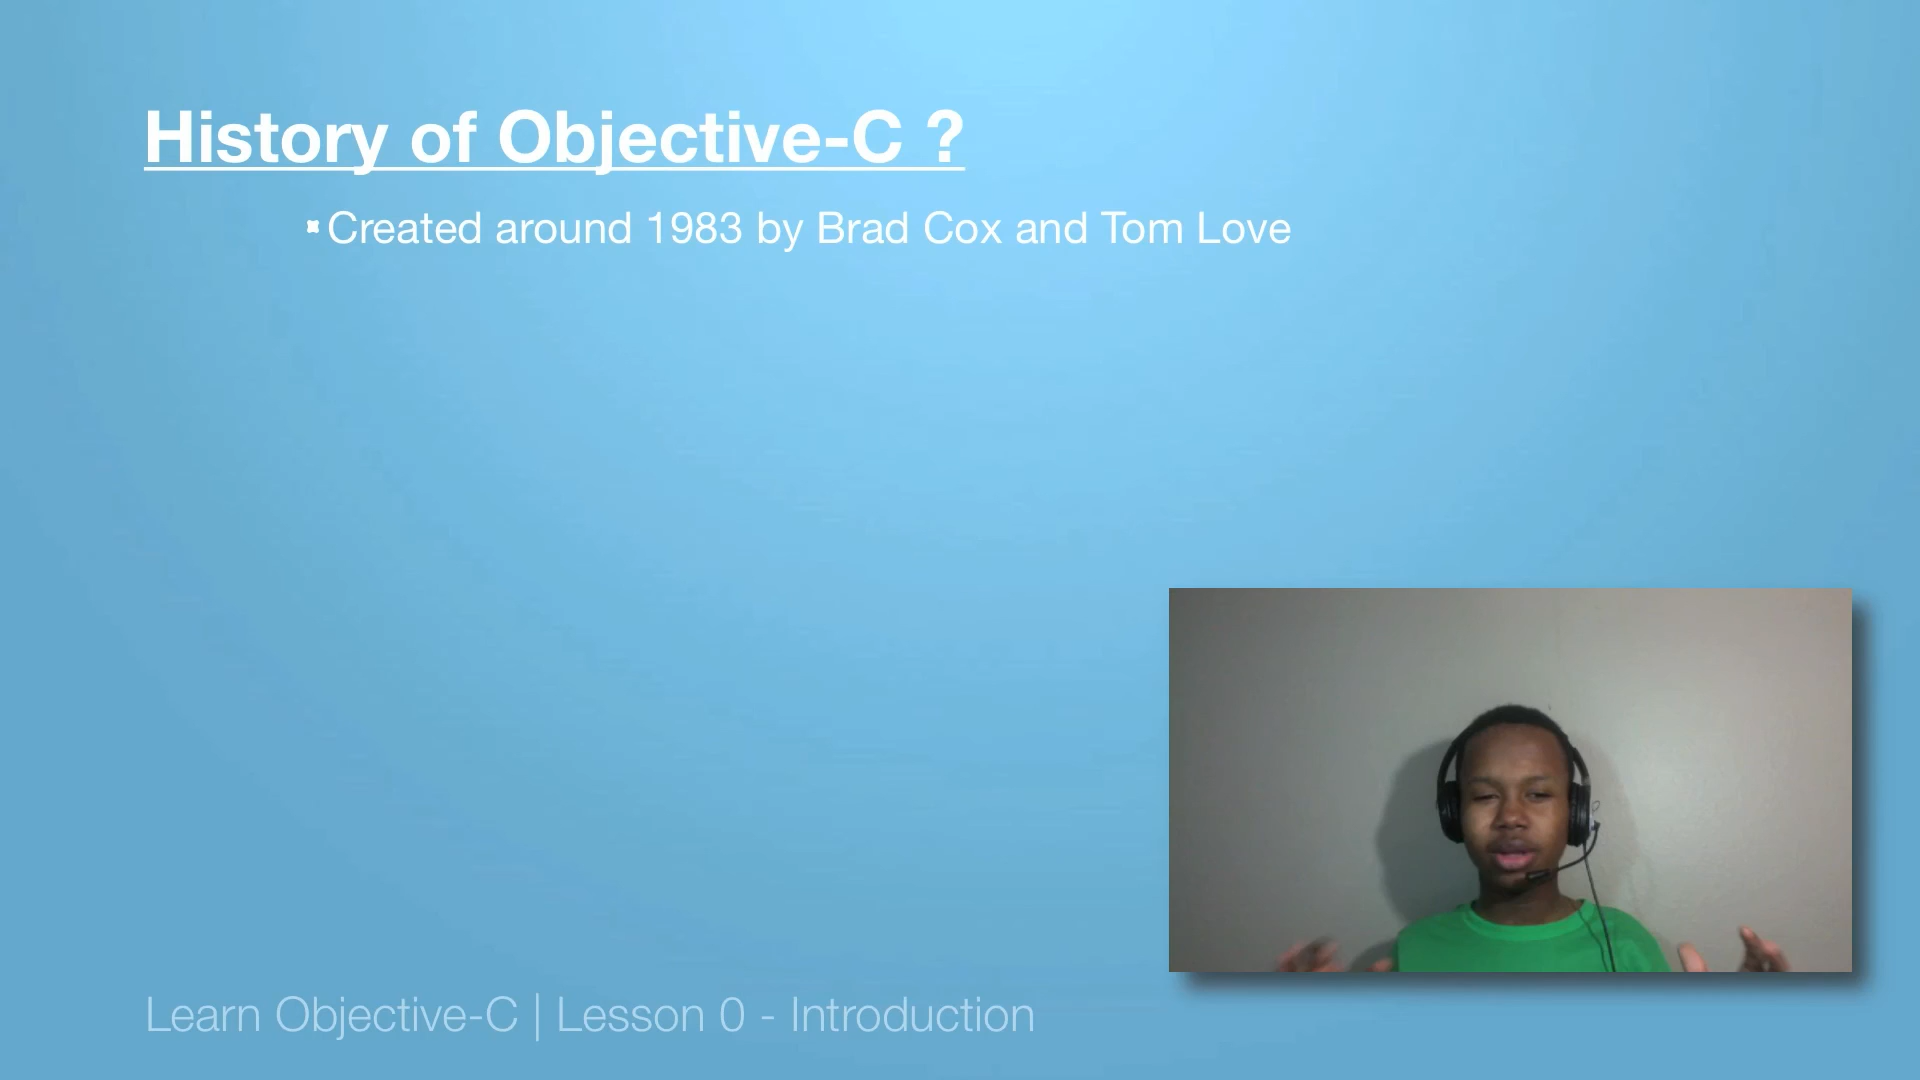 History of Objective-C ?
Created around 1983 by Brad Cox and Tom Love
Learn Objective-C | Lesson 0 - Introduction